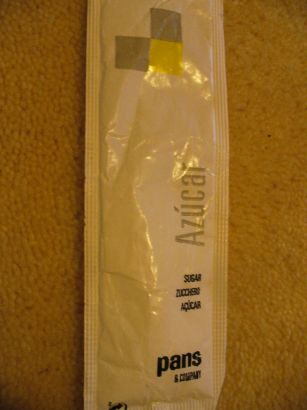 Azúcar
SUGAR
ZUCCHERO
AÇÚCAR
pans
& COMPANY